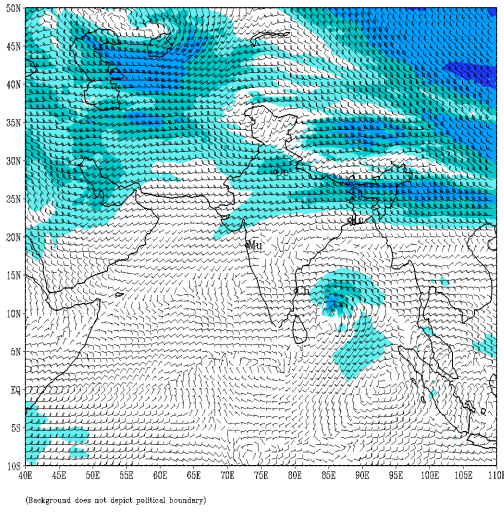 50N
45N
40N
35N
30N
25N
20N
15N
10N
5N
EQ
5S
10S
De
Mu
40E 45E 50E 55E 60E 65E 70E 75E 80E 85E 90E 95E 100E 105E 110E
(Background does not depict political boundary)